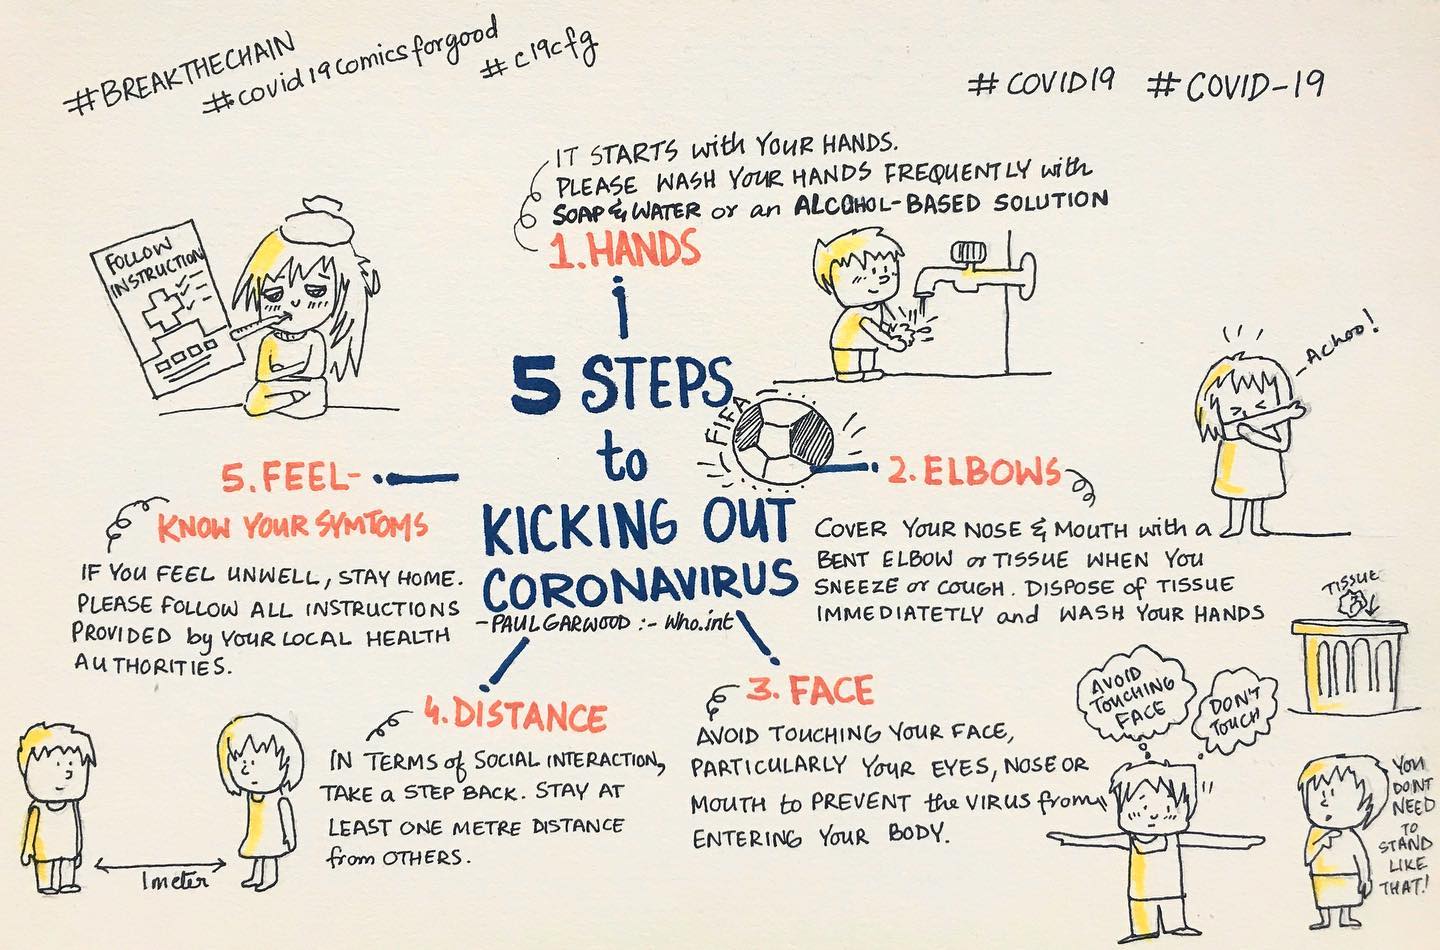 #BREAKTHECHAIN
#covid19comicsforgood
#c19cfg
#COVID19 #COVID-19
IT STARTS with YOUR HANDS.
PLEASE WASH YOUR HANDS FREQUENTLY with
SOAP & WATER or an ALCOHOL-BASED SOLUTION
1. HANDS
FOLLOW
INSTRUCTION
5 STEPS
to
KICKING OUT
CORONAVIRUS
-PAUL GARWOOD :- Who.int
FIFA
Achoo!
2. ELBOWS
COVER YOUR NOSE & MOUTH with a
BENT ELBOW or TISSUE WHEN YOU
SNEEZE or COUGH. DISPOSE of TISSUE
IMMEDIATETLY and WASH YOUR HANDS
TISSUE
3. FACE
AVOID TOUCHING YOUR FACE,
PARTICULARLY YOUR EYES, NOSE OR
MOUTH to PREVENT the VIRUS from
ENTERING YOUR BODY.
AVOID
TOUCHING
FACE
DON'T
TOUCH
YOU
DONT
NEED
TO
STAND
LIKE
THAT!
4. DISTANCE
IN TERMS of SOCIAL INTERACTION,
TAKE a STEP BACK. STAY AT
LEAST ONE METRE DISTANCE
from OTHERS.
1meter
5. FEEL-
KNOW YOUR SYMTOMS
IF YOU FEEL UNWELL, STAY HOME.
PLEASE FOLLOW ALL INSTRUCTIONS
PROVIDED by YOUR LOCAL HEALTH
AUTHORITIES.